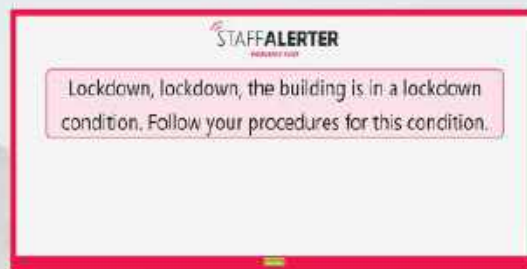 STAFFALERTER
Lockdown, lockdown, the building is in a lockdown
condition. Follow your procedures for this condition.